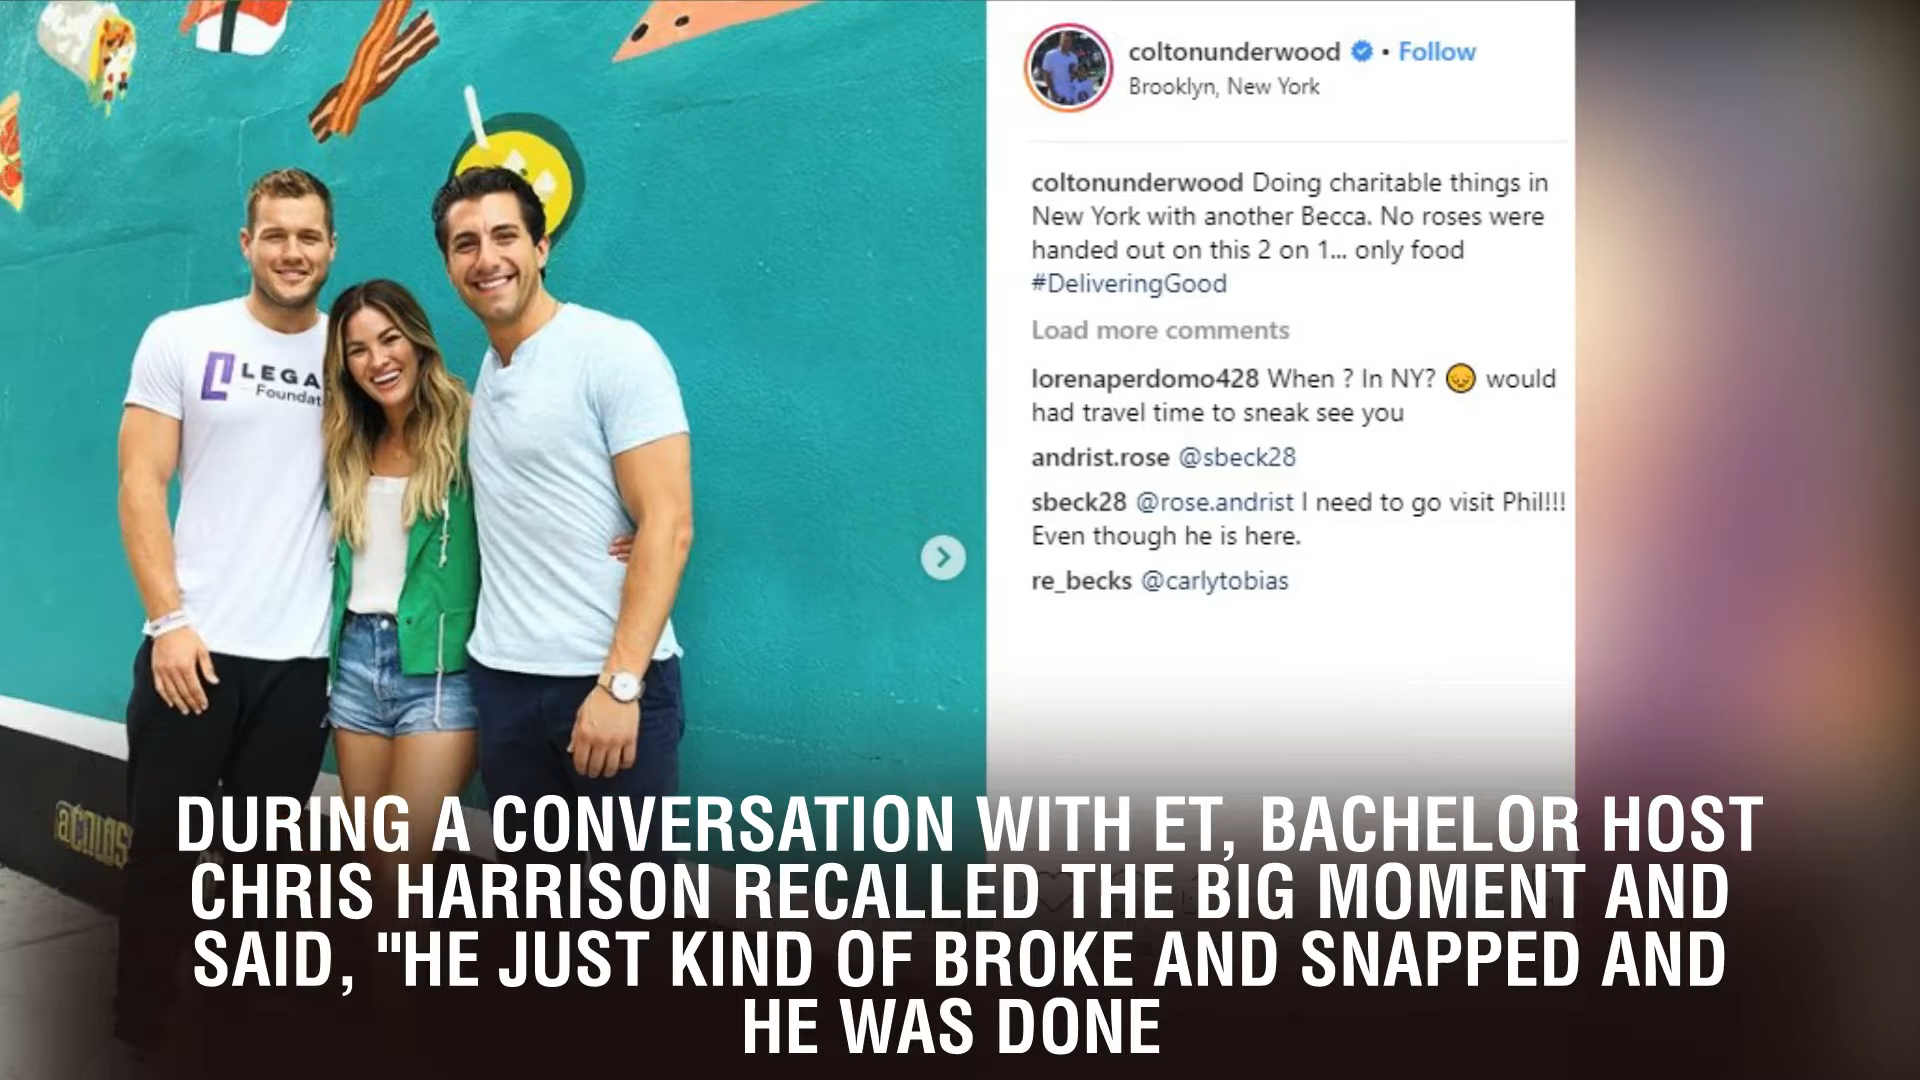 coltonunderwood • Follow
Brooklyn, New York
coltonunderwood Doing charitable things in
New York with another Becca. No roses were
handed out on this 2 on 1... only food
#DeliveringGood
Load more comments
lorenaperdomo428 When ? In NY? 😞 would
had travel time to sneak see you
andrist.rose @sbeck28
sbeck28 @rose.andrist I need to go visit Phil!!!
Even though he is here.
re_becks @carlytobias
LEGA
Foundat
atmos
DURING A CONVERSATION WITH ET, BACHELOR HOST
CHRIS HARRISON RECALLED THE BIG MOMENT AND
SAID, "HE JUST KIND OF BROKE AND SNAPPED AND
HE WAS DONE